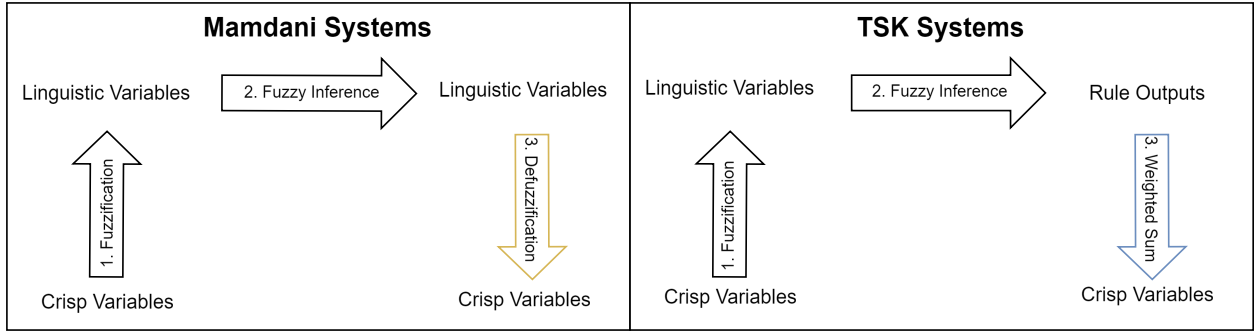 Mamdani Systems
Linguistic Variables
2. Fuzzy Inference
Linguistic Variables
1. Fuzzification
3. Defuzzification
Crisp Variables
Crisp Variables
TSK Systems
Linguistic Variables
2. Fuzzy Inference
Rule Outputs
1. Fuzzification
3. Weighted Sum
Crisp Variables
Crisp Variables